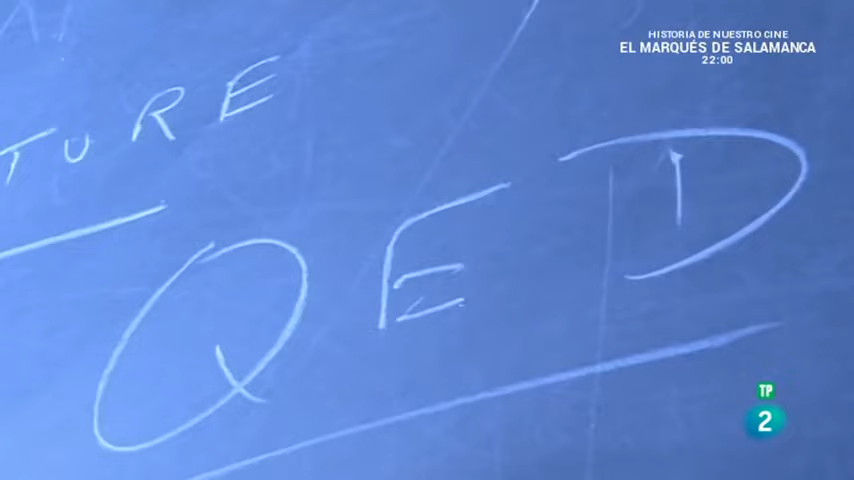 HISTORIA DE NUESTRO CINE
EL MARQUÉS DE SALAMANCA
22:00
TURE
QED
TP
2